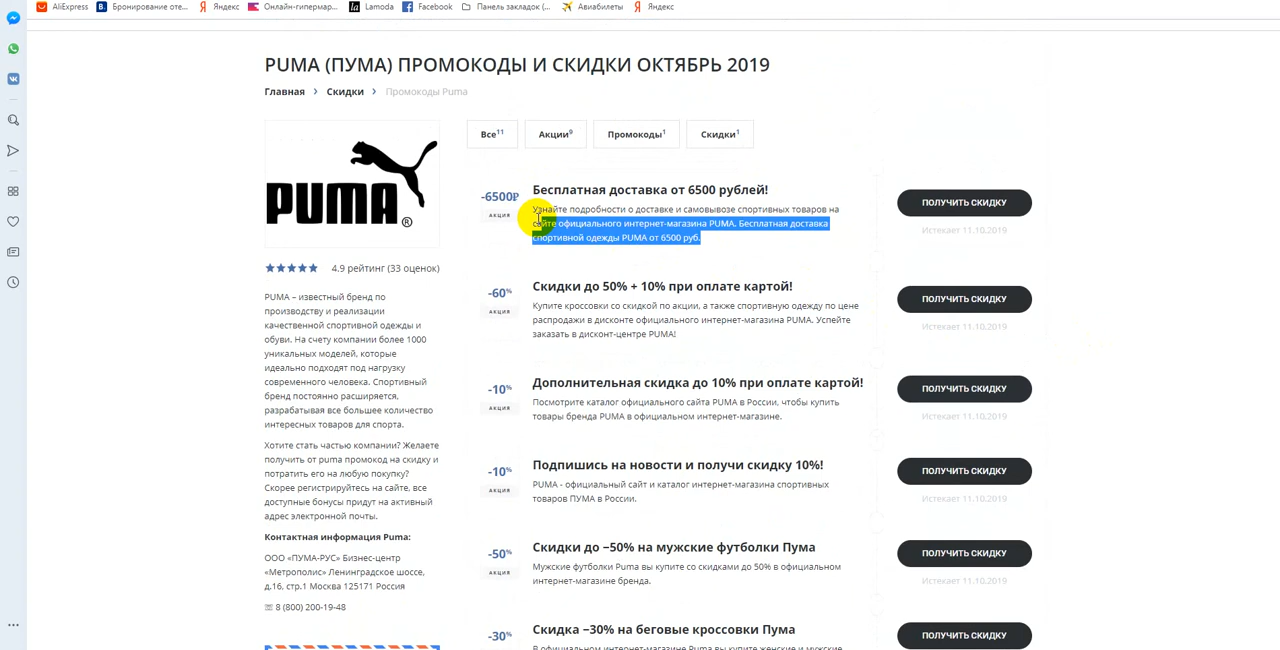 AliExpress B. Бронирование оте... Яндекс Онлайн-гипермар... la Lamoda Facebook Панель закладок (... Авиабилеты Яндекс
PUMA (ПУМА) ПРОМОКОДЫ И СКИДКИ ОКТЯБРЬ 2019
Главная > Скидки > Промокоды Puma
PUMA®
4.9 рейтинг (33 оценок)
PUMA – известный бренд по
производству и реализации
качественной спортивной одежды и
обуви. На счету компании более 1000
уникальных моделей, которые
идеально подходят под нагрузку
современного человека. Спортивный
бренд постоянно расширяется,
разрабатывая все большее количество
интересных товаров для спорта.
Хотите стать частью компании? Желаете
получить от puma промокод на скидку и
потратить его на любую покупку?
Скорее регистрируйтесь на сайте, все
доступные бонусы придут на активный
адрес электронной почты.
Контактная информация Puma:
ООО «ПУМА-РУС» Бизнес-центр
«Метрополис» Ленинградское шоссе,
д.16, стр.1 Москва 125171 Россия
☏ 8 (800) 200-19-48
Все11 Акции9 Промокоды1 Скидки1
-6500₽
АКЦИЯ
Бесплатная доставка от 6500 рублей!
Узнайте подробности о доставке и самовывозе спортивных товаров на
сайте официального интернет-магазина PUMA. Бесплатная доставка
спортивной одежды PUMA от 6500 руб.
ПОЛУЧИТЬ СКИДКУ
Истекает 11.10.2019
-60%
АКЦИЯ
Скидки до 50% + 10% при оплате картой!
Купите кроссовки со скидкой по акции, а также спортивную одежду по цене
распродажи в дисконте официального интернет-магазина PUMA. Успейте
заказать в дисконт-центре PUMA!
ПОЛУЧИТЬ СКИДКУ
Истекает 11.10.2019
-10%
АКЦИЯ
Дополнительная скидка до 10% при оплате картой!
Посмотрите каталог официального сайта PUMA в России, чтобы купить
товары бренда PUMA в официальном интернет-магазине.
ПОЛУЧИТЬ СКИДКУ
Истекает 11.10.2019
-10%
АКЦИЯ
Подпишись на новости и получи скидку 10%!
PUMA - официальный сайт и каталог интернет-магазина спортивных
товаров ПУМА в России.
ПОЛУЧИТЬ СКИДКУ
Истекает 11.10.2019
-50%
АКЦИЯ
Скидки до −50% на мужские футболки Пума
Мужские футболки Puma вы купите со скидками до 50% в официальном
интернет-магазине бренда.
ПОЛУЧИТЬ СКИДКУ
Истекает 11.10.2019
-30%
Скидка −30% на беговые кроссовки Пума
В официальном интернет-магазине Puma вы купите женские и мужские
ПОЛУЧИТЬ СКИДКУ